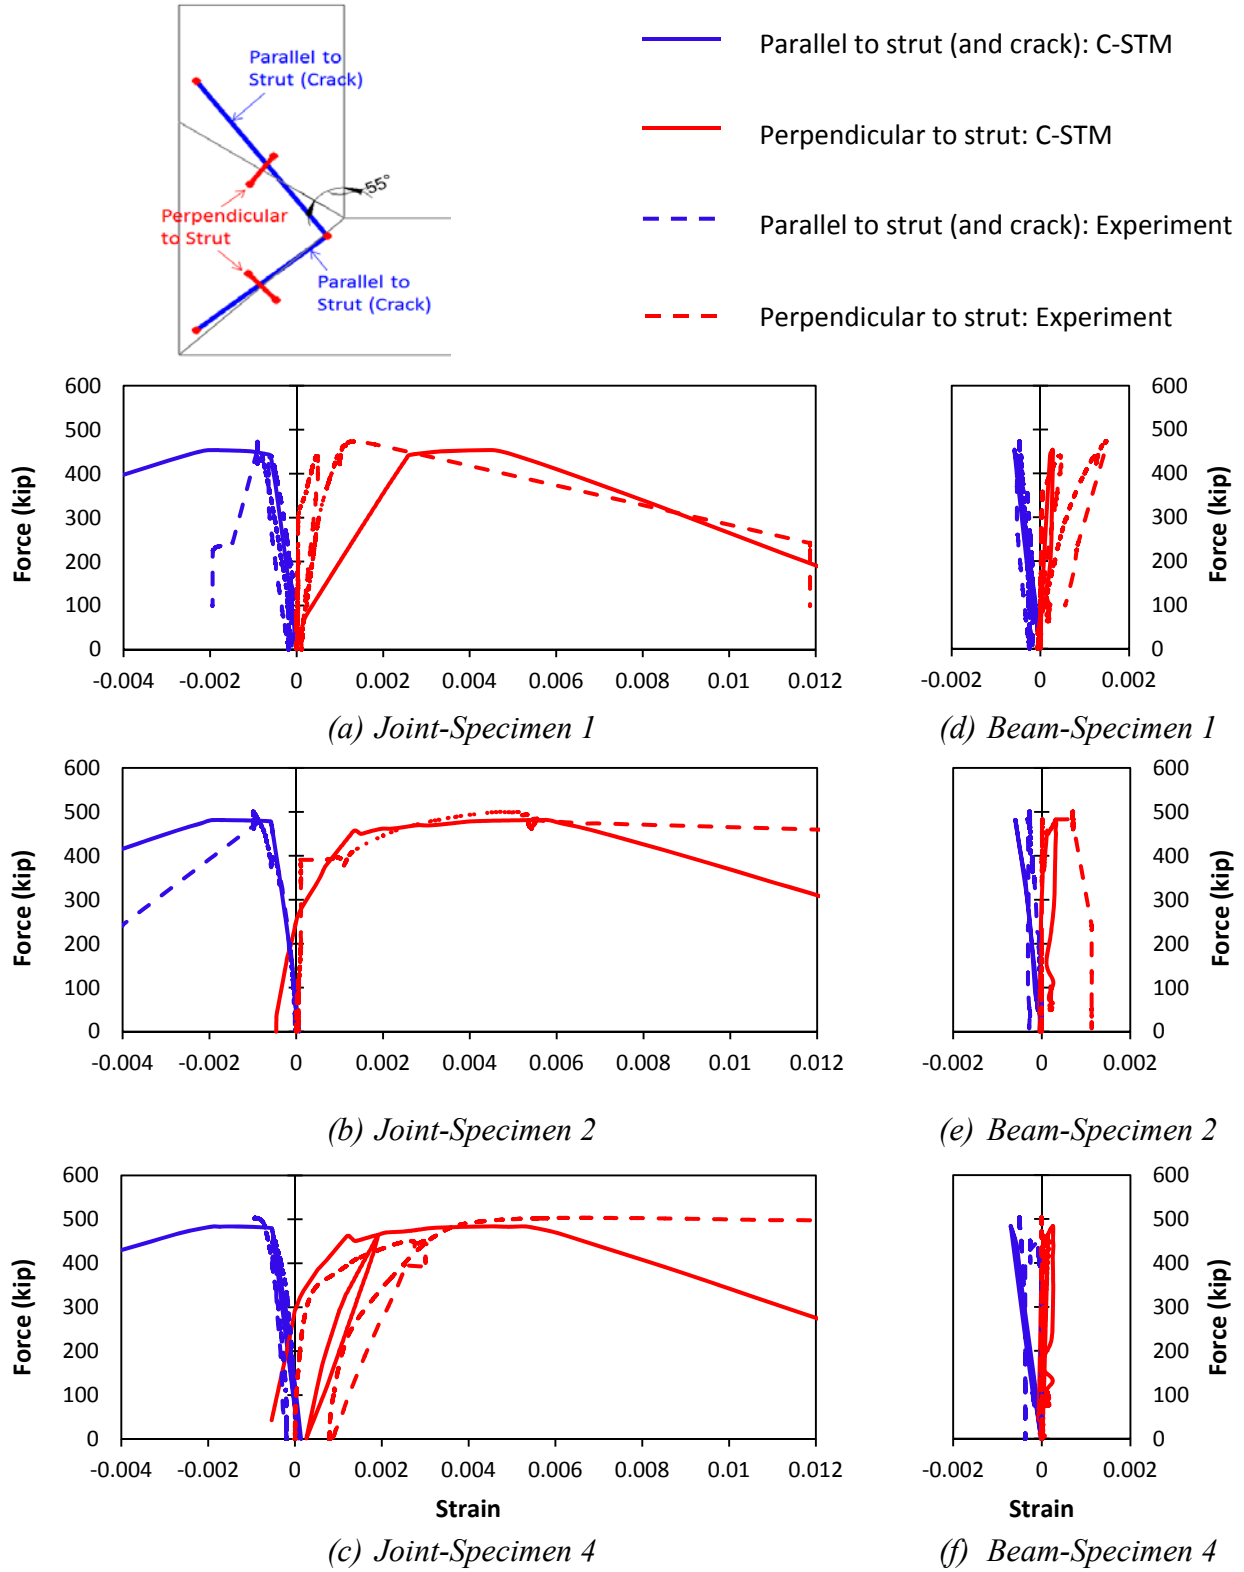 Parallel to
Strut (Crack)
55°
Perpendicular
to Strut
Parallel to
Strut (Crack)
Parallel to strut (and crack): C-STM
Perpendicular to strut: C-STM
Parallel to strut (and crack): Experiment
Perpendicular to strut: Experiment
Force (kip)
600
500
400
300
200
100
0
-0.004 -0.002 0 0.002 0.004 0.006 0.008 0.01 0.012
(a) Joint-Specimen 1
600
500
400
300
200
100
0
Force (kip)
-0.002 0 0.002
(d) Beam-Specimen 1
Force (kip)
600
500
400
300
200
100
0
-0.004 -0.002 0 0.002 0.004 0.006 0.008 0.01 0.012
(b) Joint-Specimen 2
600
500
400
300
200
100
0
Force (kip)
-0.002 0 0.002
(e) Beam-Specimen 2
Force (kip)
600
500
400
300
200
100
0
-0.004 -0.002 0 0.002 0.004 0.006 0.008 0.01 0.012
Strain
(c) Joint-Specimen 4
600
500
400
300
200
100
0
Force (kip)
-0.002 0 0.002
Strain
(f) Beam-Specimen 4